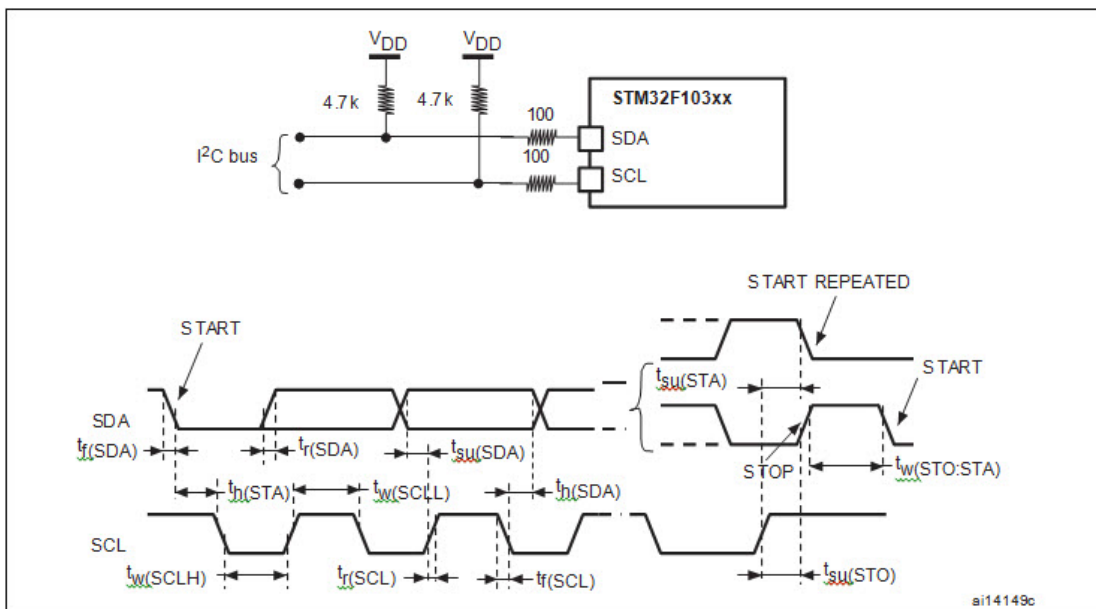 VDD
VDD
STM32F103xx
4.7k
4.7k
100
SDA
I²C bus
100
SCL
START REPEATED
START
START
tsu(STA)
SDA
tf(SDA)
tr(SDA)
tsu(SDA)
STOP
tw(STO:STA)
th(STA)
tw(SCLL)
th(SDA)
SCL
tw(SCLH)
tr(SCL)
tf(SCL)
tsu(STO)
ai14149c